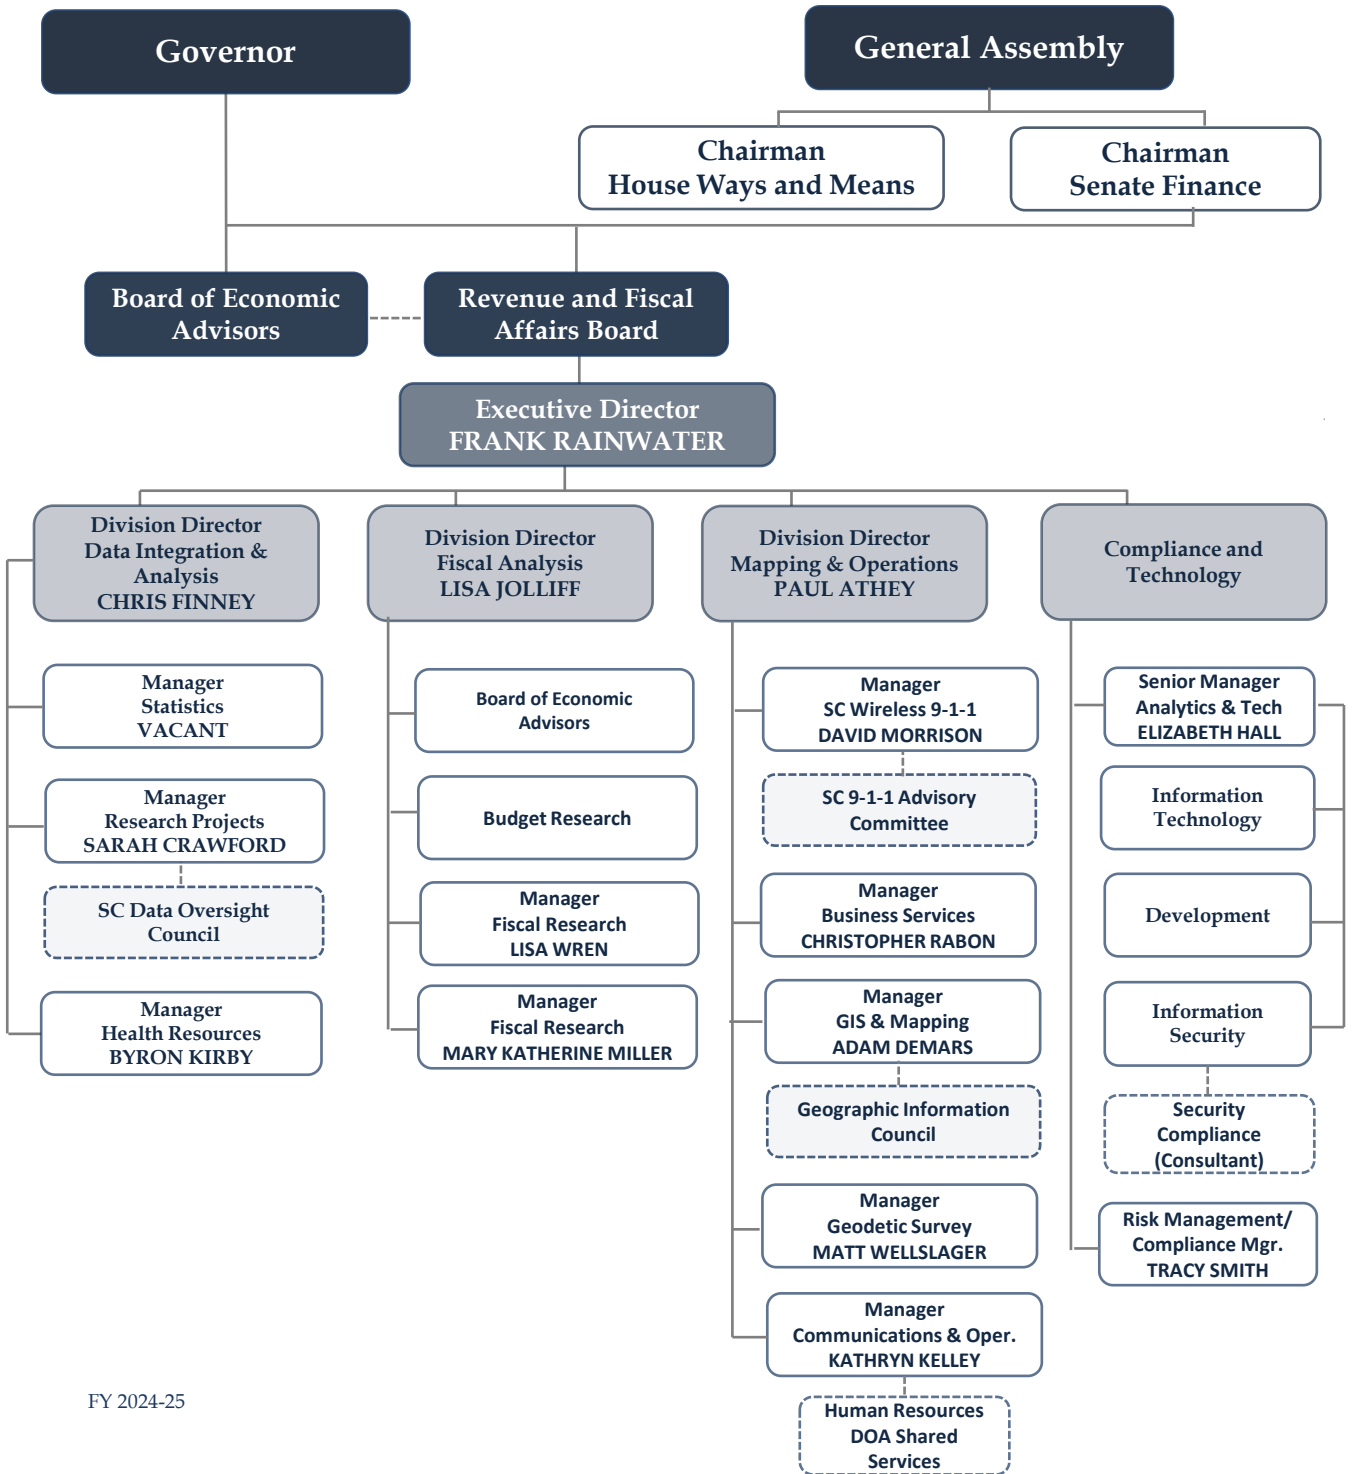 Governor
General Assembly
Chairman
House Ways and Means
Chairman
Senate Finance
Board of Economic
Advisors
Revenue and Fiscal
Affairs Board
Executive Director
FRANK RAINWATER
Division Director
Data Integration &
Analysis
CHRIS FINNEY
Manager
Statistics
VACANT
Manager
Research Projects
SARAH CRAWFORD
SC Data Oversight
Council
Manager
Health Resources
BYRON KIRBY
Division Director
Fiscal Analysis
LISA JOLLIFF
Board of Economic
Advisors
Budget Research
Manager
Fiscal Research
LISA WREN
Manager
Fiscal Research
MARY KATHERINE MILLER
Division Director
Mapping & Operations
PAUL ATHEY
Manager
SC Wireless 9-1-1
DAVID MORRISON
SC 9-1-1 Advisory
Committee
Manager
Business Services
CHRISTOPHER RABON
Manager
GIS & Mapping
ADAM DEMARS
Geographic Information
Council
Manager
Geodetic Survey
MATT WELLSLAGER
Manager
Communications & Oper.
KATHRYN KELLEY
Human Resources
DOA Shared
Services
Compliance and
Technology
Senior Manager
Analytics & Tech
ELIZABETH HALL
Information
Technology
Development
Information
Security
Security
Compliance
(Consultant)
Risk Management/
Compliance Mgr.
TRACY SMITH
FY 2024-25